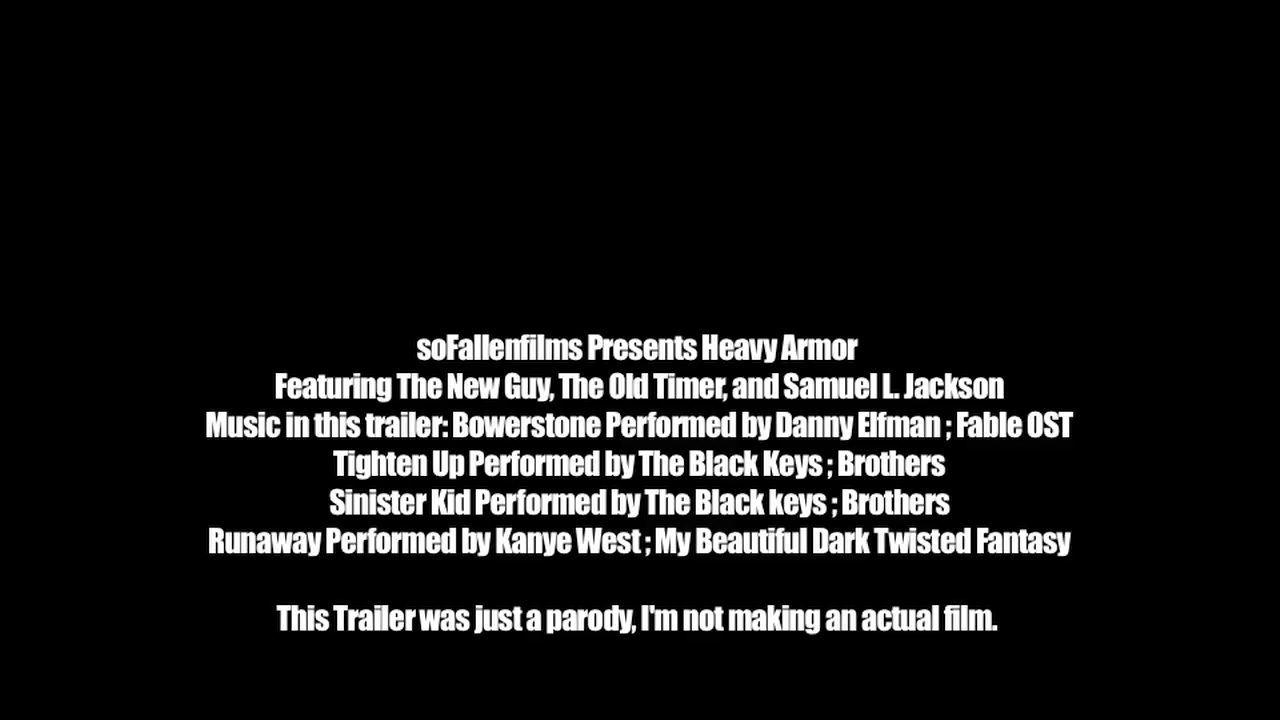 soFallenfilms Presents Heavy Armor
Featuring The New Guy, The Old Timer, and Samuel L. Jackson
Music in this trailer: Bowerstone Performed by Danny Elfman ; Fable OST
Tighten Up Performed by The Black Keys ; Brothers
Sinister Kid Performed by The Black keys ; Brothers
Runaway Performed by Kanye West ; My Beautiful Dark Twisted Fantasy
This Trailer was just a parody, I'm not making an actual film.